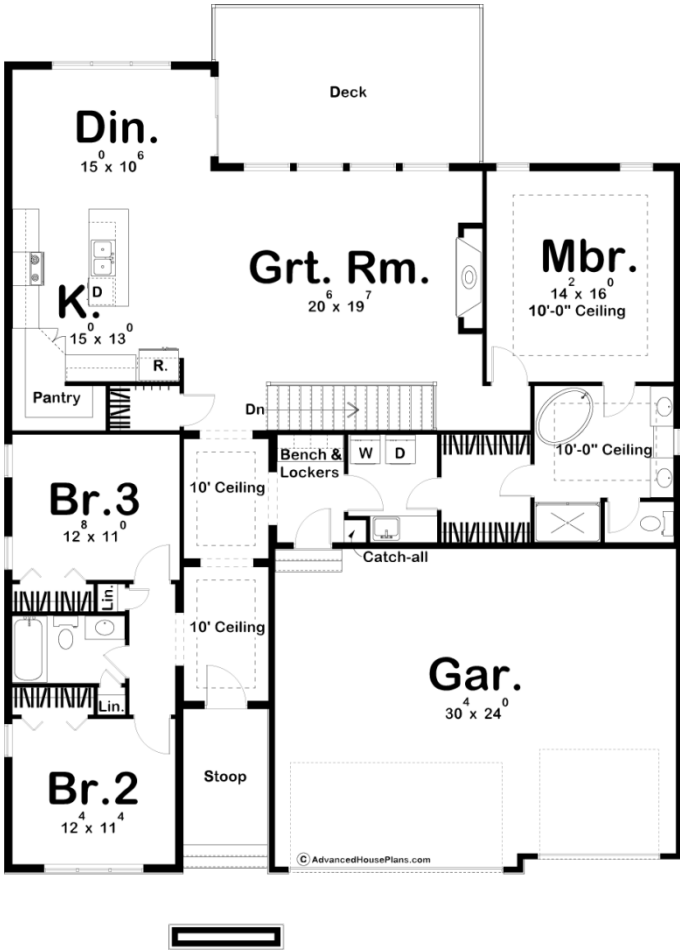 Deck
Din.
15⁰ x 10⁶
Grt. Rm.
20⁶ x 19⁷
Mbr.
14² x 16⁰
10'-0" Ceiling
D
K.
15⁰ x 13⁰
R.
Pantry
Dn
Bench &
Lockers
W
D
10'-0" Ceiling
Br.3
12⁸ x 11⁰
10' Ceiling
Catch-all
Lin.
10' Ceiling
Gar.
30⁴ x 24⁰
Lin.
Br.2
12⁴ x 11⁴
Stoop
© AdvancedHousePlans.com